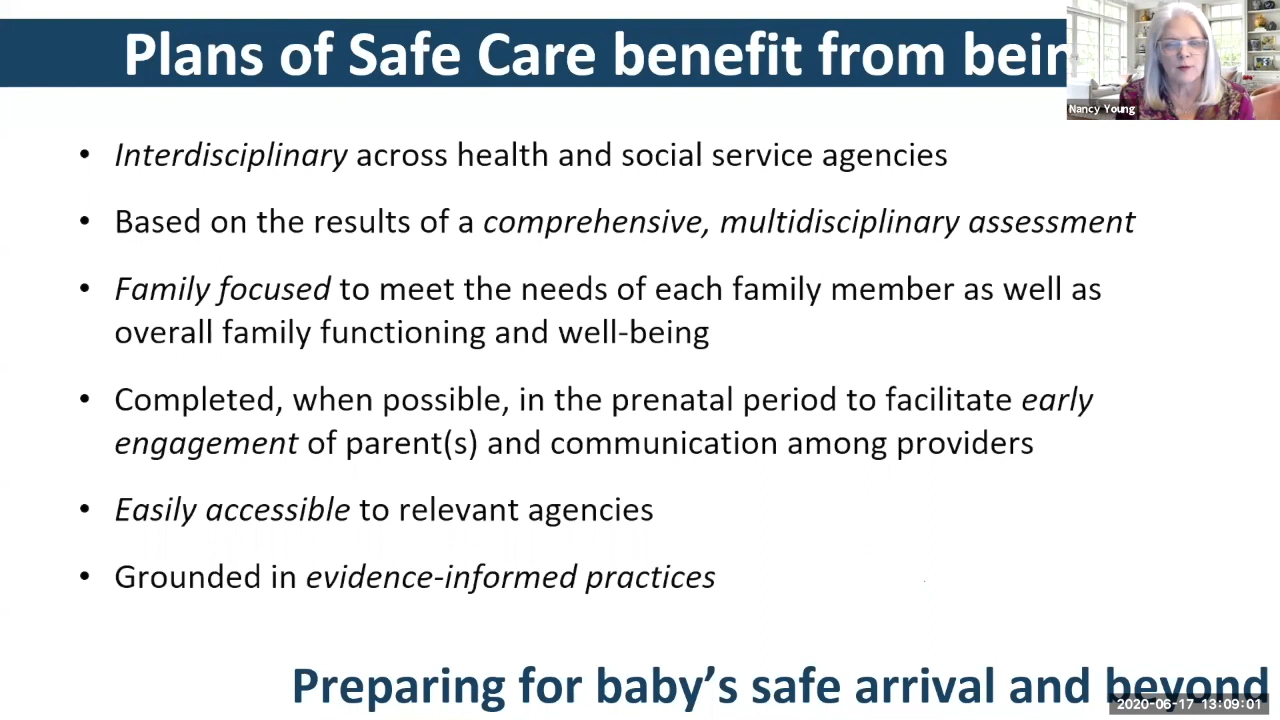 Plans of Safe Care benefit from bein
Nancy Young
• Interdisciplinary across health and social service agencies
• Based on the results of a comprehensive, multidisciplinary assessment
• Family focused to meet the needs of each family member as well as
overall family functioning and well-being
• Completed, when possible, in the prenatal period to facilitate early
engagement of parent(s) and communication among providers
• Easily accessible to relevant agencies
• Grounded in evidence-informed practices
Preparing for baby’s safe arrival and beyond
2020-06-17 13:09:01